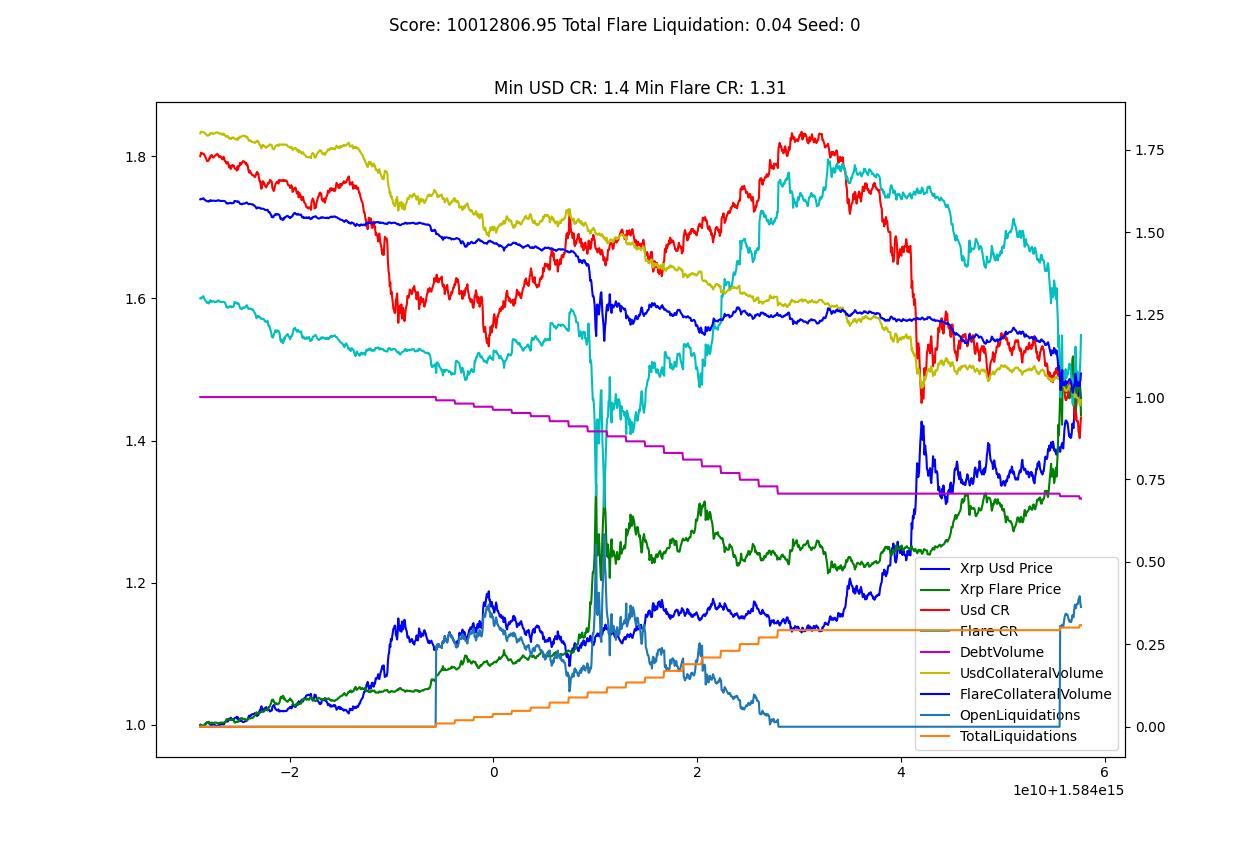 Score: 10012806.95 Total Flare Liquidation: 0.04 Seed: 0
Min USD CR: 1.4 Min Flare CR: 1.31
1.8
1.6
1.4
1.2
1.0
1.75
1.50
1.25
1.00
0.75
0.50
0.25
0.00
Xrp Usd Price
Xrp Flare Price
Usd CR
Flare CR
DebtVolume
UsdCollateralVolume
FlareCollateralVolume
OpenLiquidations
TotalLiquidations
−2 0 2 4 6
1e10+1.584e15